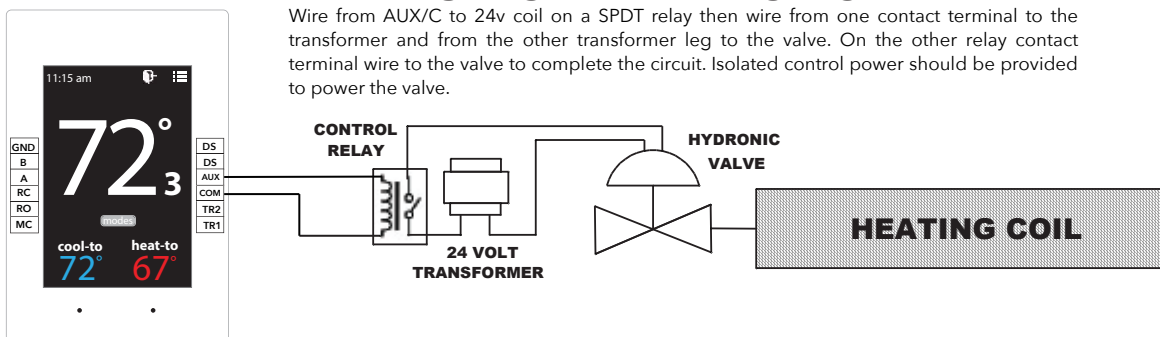 Wire from AUX/C to 24v coil on a SPDT relay then wire from one contact terminal to the
transformer and from the other transformer leg to the valve. On the other relay contact
terminal wire to the valve to complete the circuit. Isolated control power should be provided
to power the valve.
11:15 am
72°
3
modes
cool-to
72°
heat-to
67°
GND
B
A
RC
RO
MC
DS
DS
AUX
COM
TR2
TR1
CONTROL
RELAY
24 VOLT
TRANSFORMER
HYDRONIC
VALVE
HEATING COIL